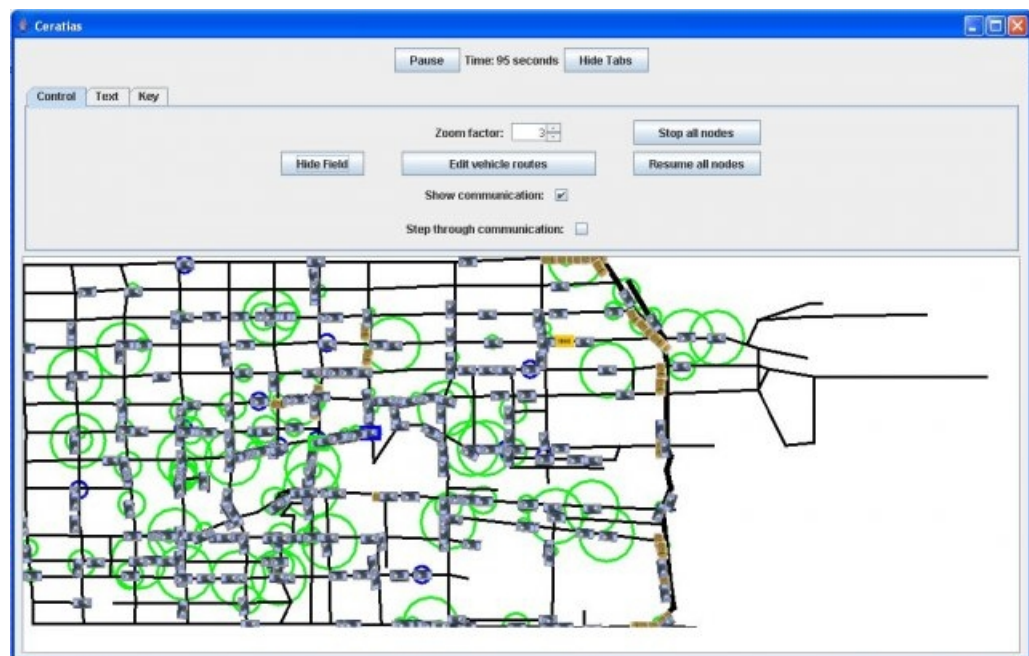 Ceratias
Pause Time: 95 seconds Hide Tabs
Control Text Key
Zoom factor: 3 Stop all nodes
Hide Field Edit vehicle routes Resume all nodes
Show communication:
Step through communication: